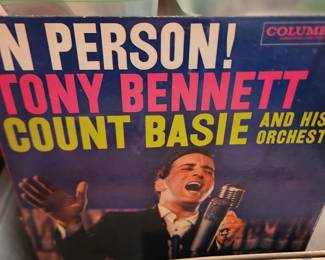 COLUM
N PERSON!
TONY BENNETT
COUNT BASIE AND HIS
ORCHEST